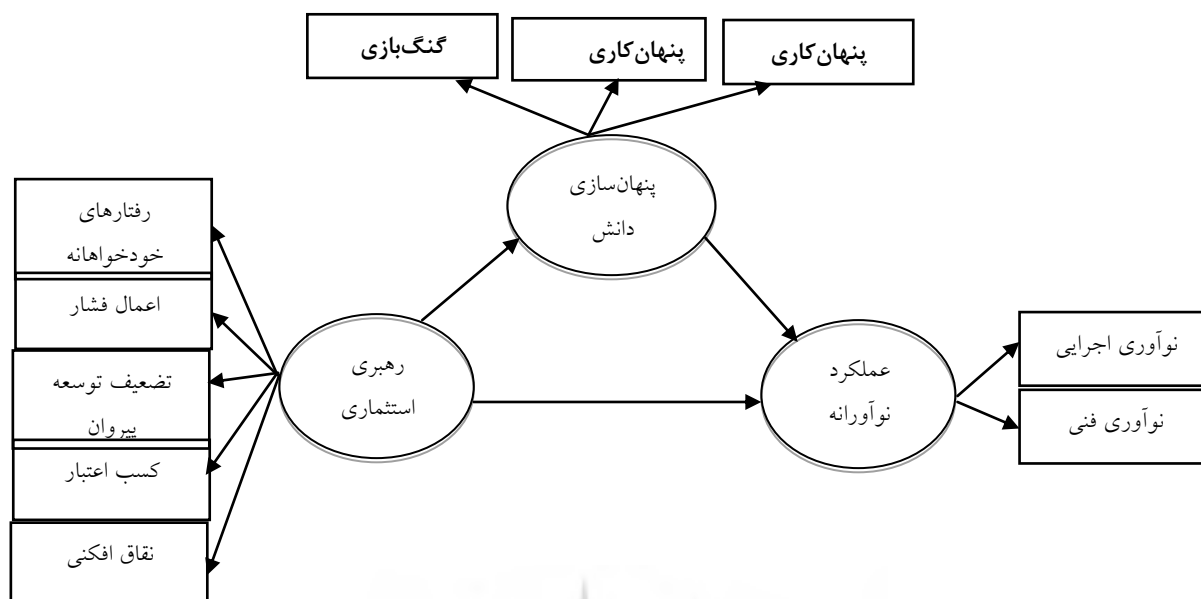 گنگ‌بازی
پنهان‌کاری
پنهان‌کاری
پنهان‌سازی
دانش
رفتارهای
خودخواهانه
اعمال فشار
تضعیف توسعه
پیروان
کسب اعتبار
نقاق افکنی
رهبری
استثماری
عملکرد
نوآورانه
نوآوری اجرایی
نوآوری فنی